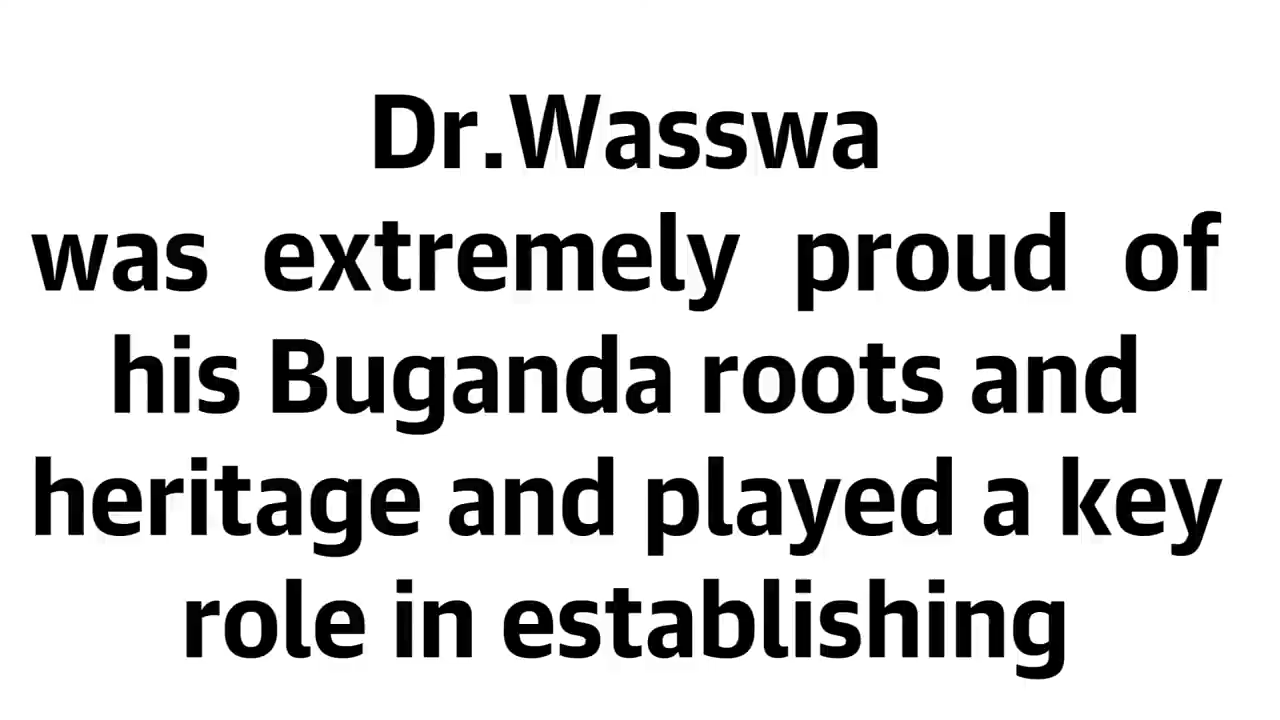 Dr.Wasswa
was extremely proud of
his Buganda roots and
heritage and played a key
role in establishing